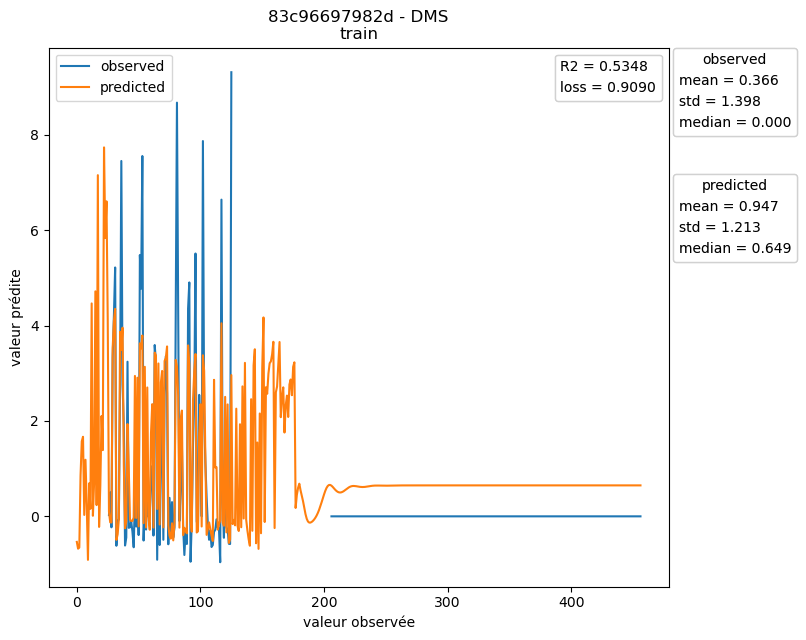 83c96697982d - DMS
train
observed
predicted
R2 = 0.5348
loss = 0.9090
observed
mean = 0.366
std = 1.398
median = 0.000
predicted
mean = 0.947
std = 1.213
median = 0.649
valeur prédite
8
6
4
2
0
0 100 200 300 400
valeur observée